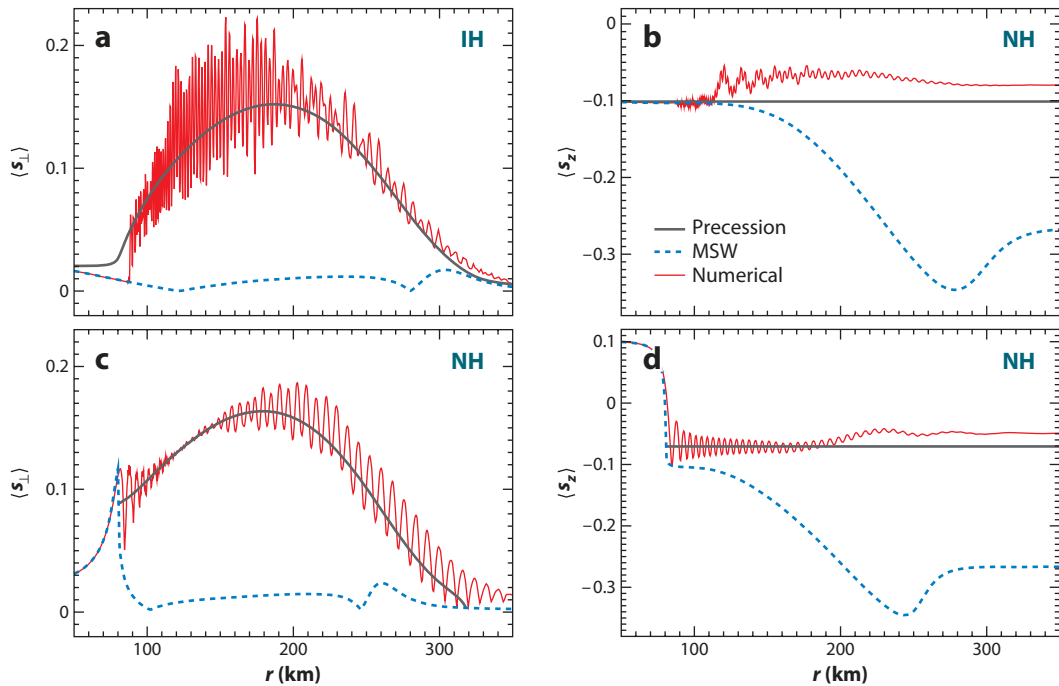 a
IH
0.2
0.1
0
⟨s⊥⟩
b
NH
0
−0.1
−0.2
−0.3
⟨sz⟩
Precession
MSW
Numerical
c
NH
0.2
0.1
0
⟨s⊥⟩
100
200
300
r (km)
d
NH
0.1
0
−0.1
−0.2
−0.3
⟨sz⟩
100
200
300
r (km)